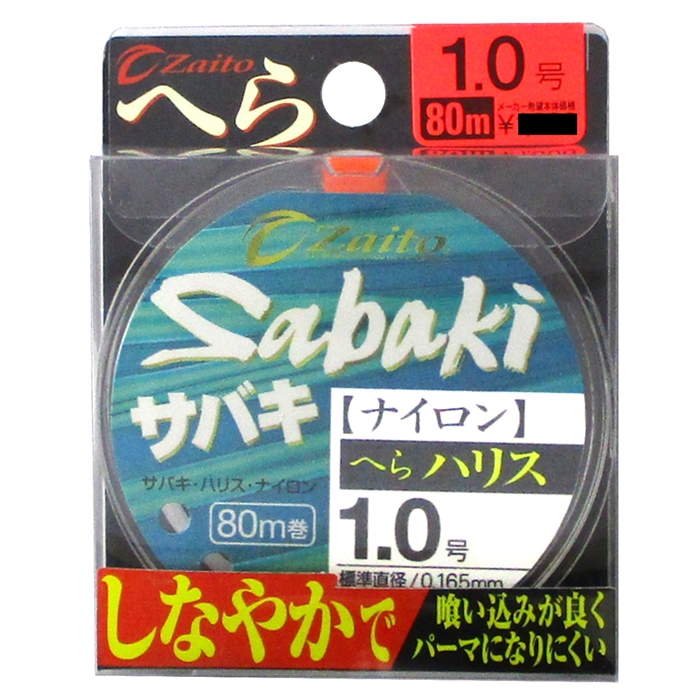 Zaito
へら
1.0号
80m
メーカー希望本体価格
¥
Zaito
Sabaki
サバキ
【ナイロン】
へらハリス
サバキ・ハリス・ナイロン
80m巻
1.0号
標準直径/0.165mm
しなやかで
喰い込みが良く
パーマになりにくい